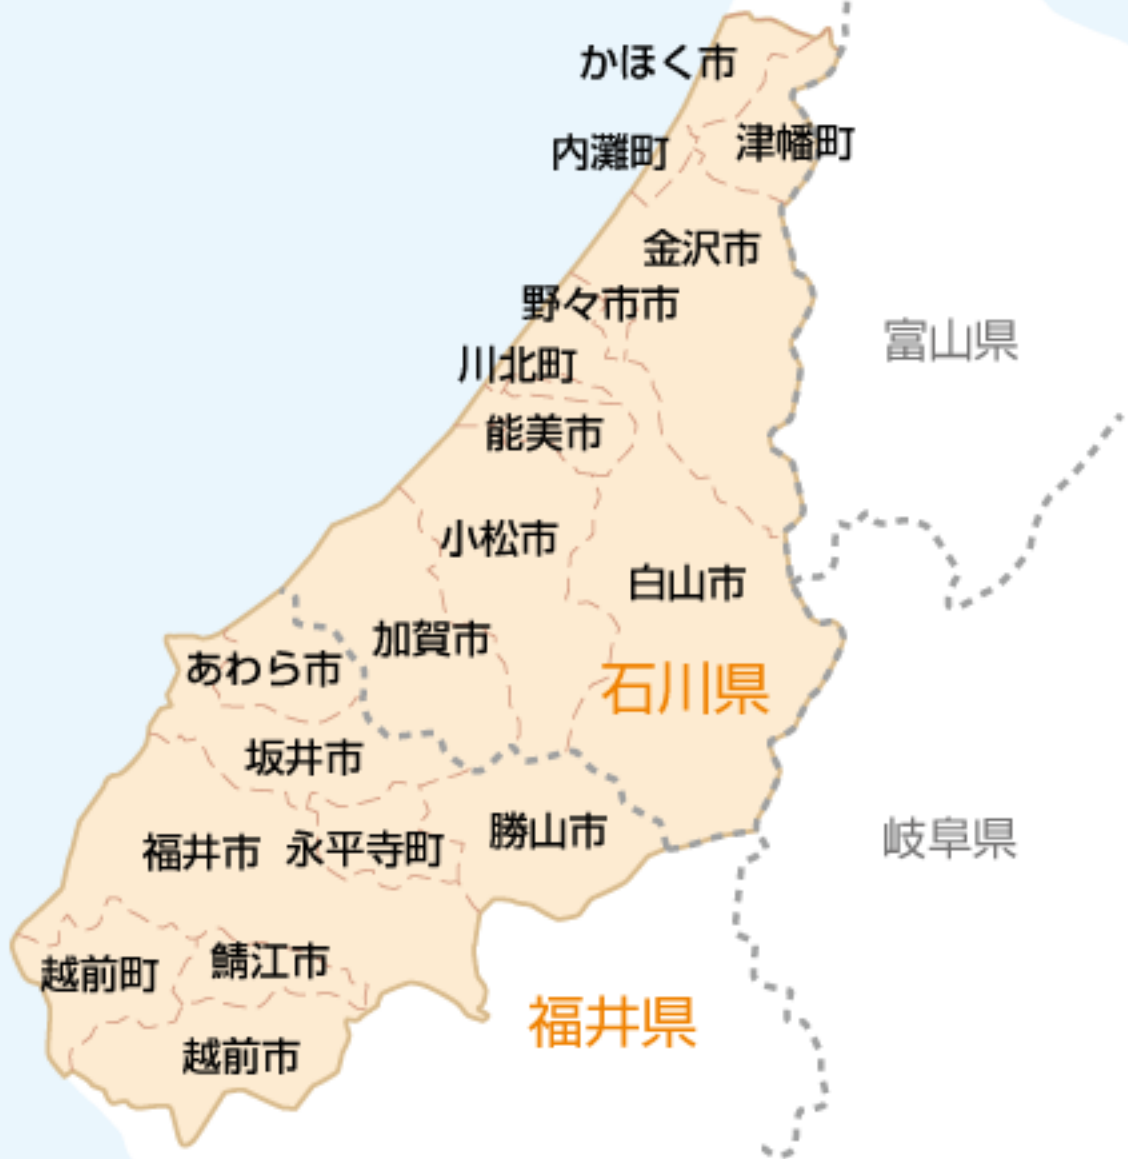 かほく市
内灘町
津幡町
金沢市
野々市市
富山県
川北町
能美市
小松市
白山市
加賀市
あわら市
石川県
坂井市
勝山市
岐阜県
福井市
永平寺町
越前町
鯖江市
福井県
越前市